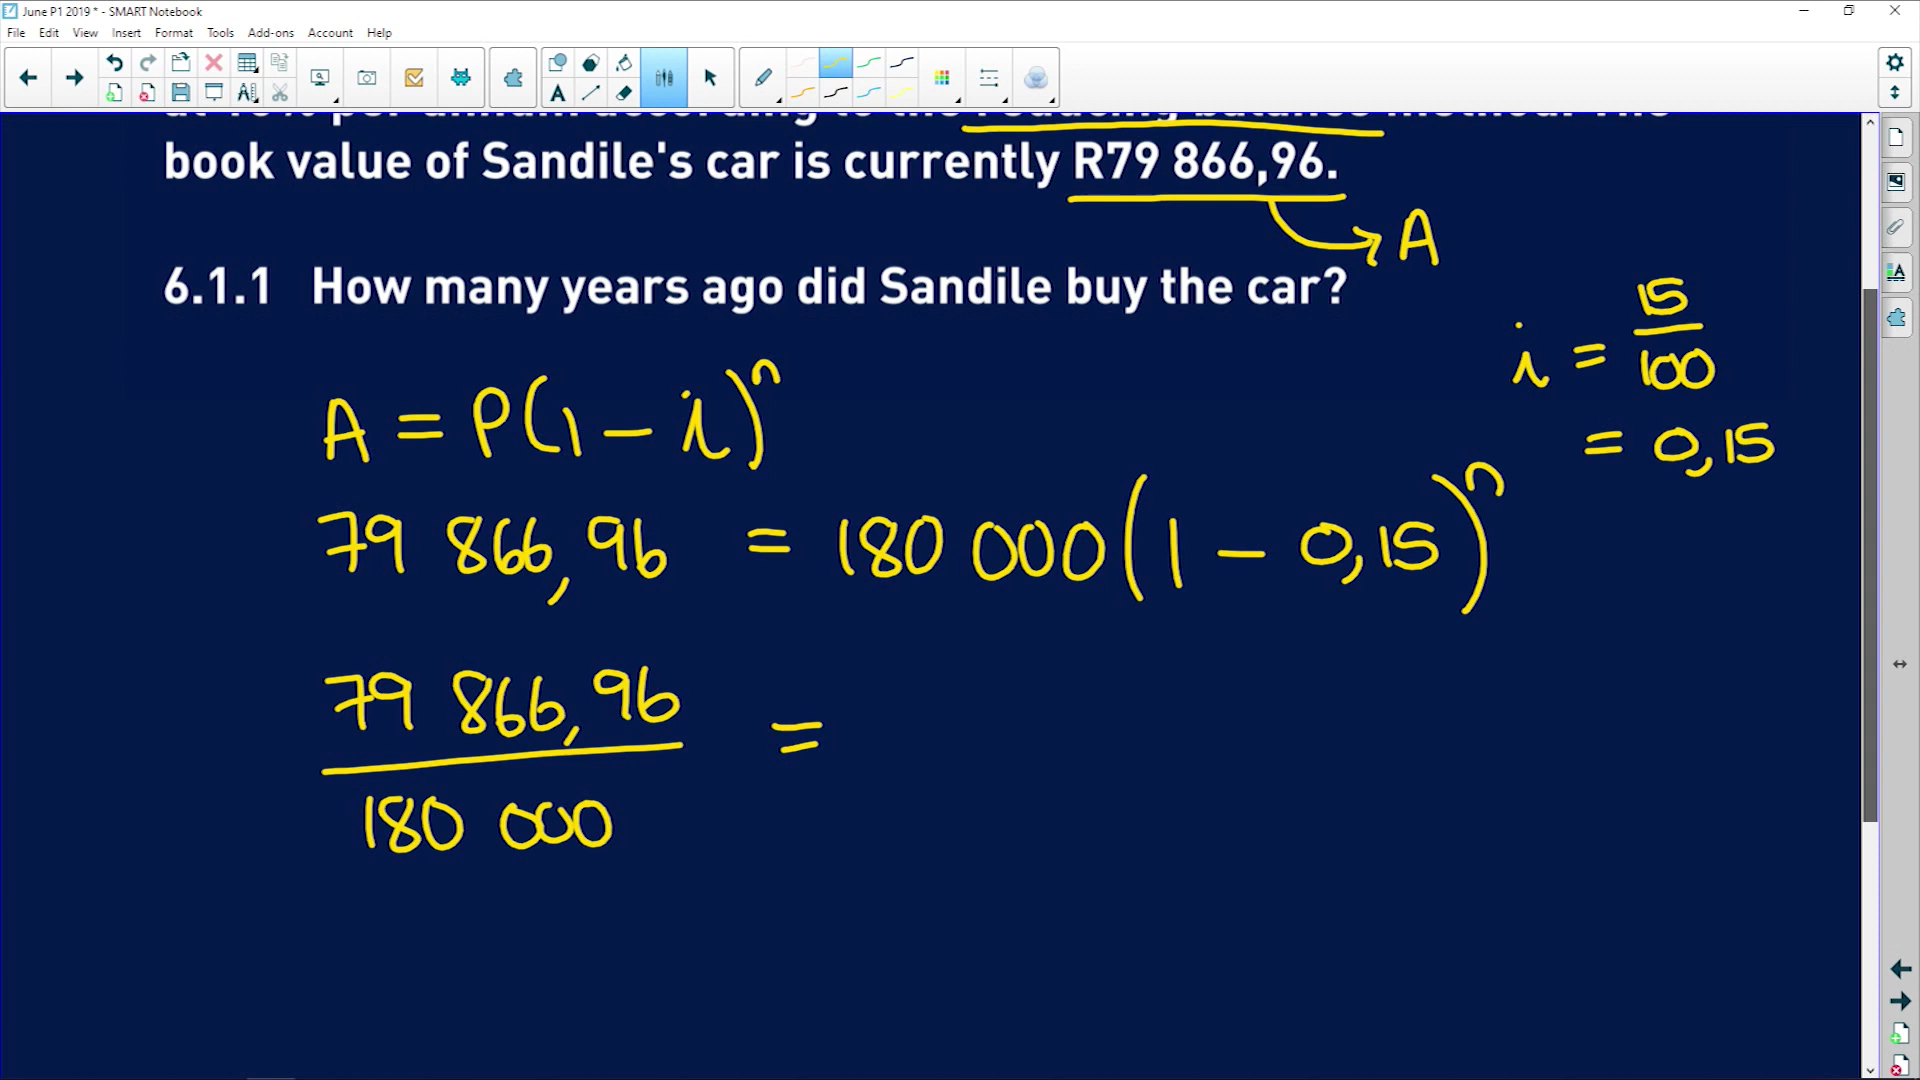 June P1 2019 * - SMART Notebook
File Edit View Insert Format Tools Add-ons Account Help
book value of Sandile's car is currently R79 866,96.
A
6.1.1 How many years ago did Sandile buy the car?
i = 15/100
= 0,15
A = P(1 - i)^n
79 866,96 = 180 000(1 - 0,15)^n
79 866,96 =
180 000